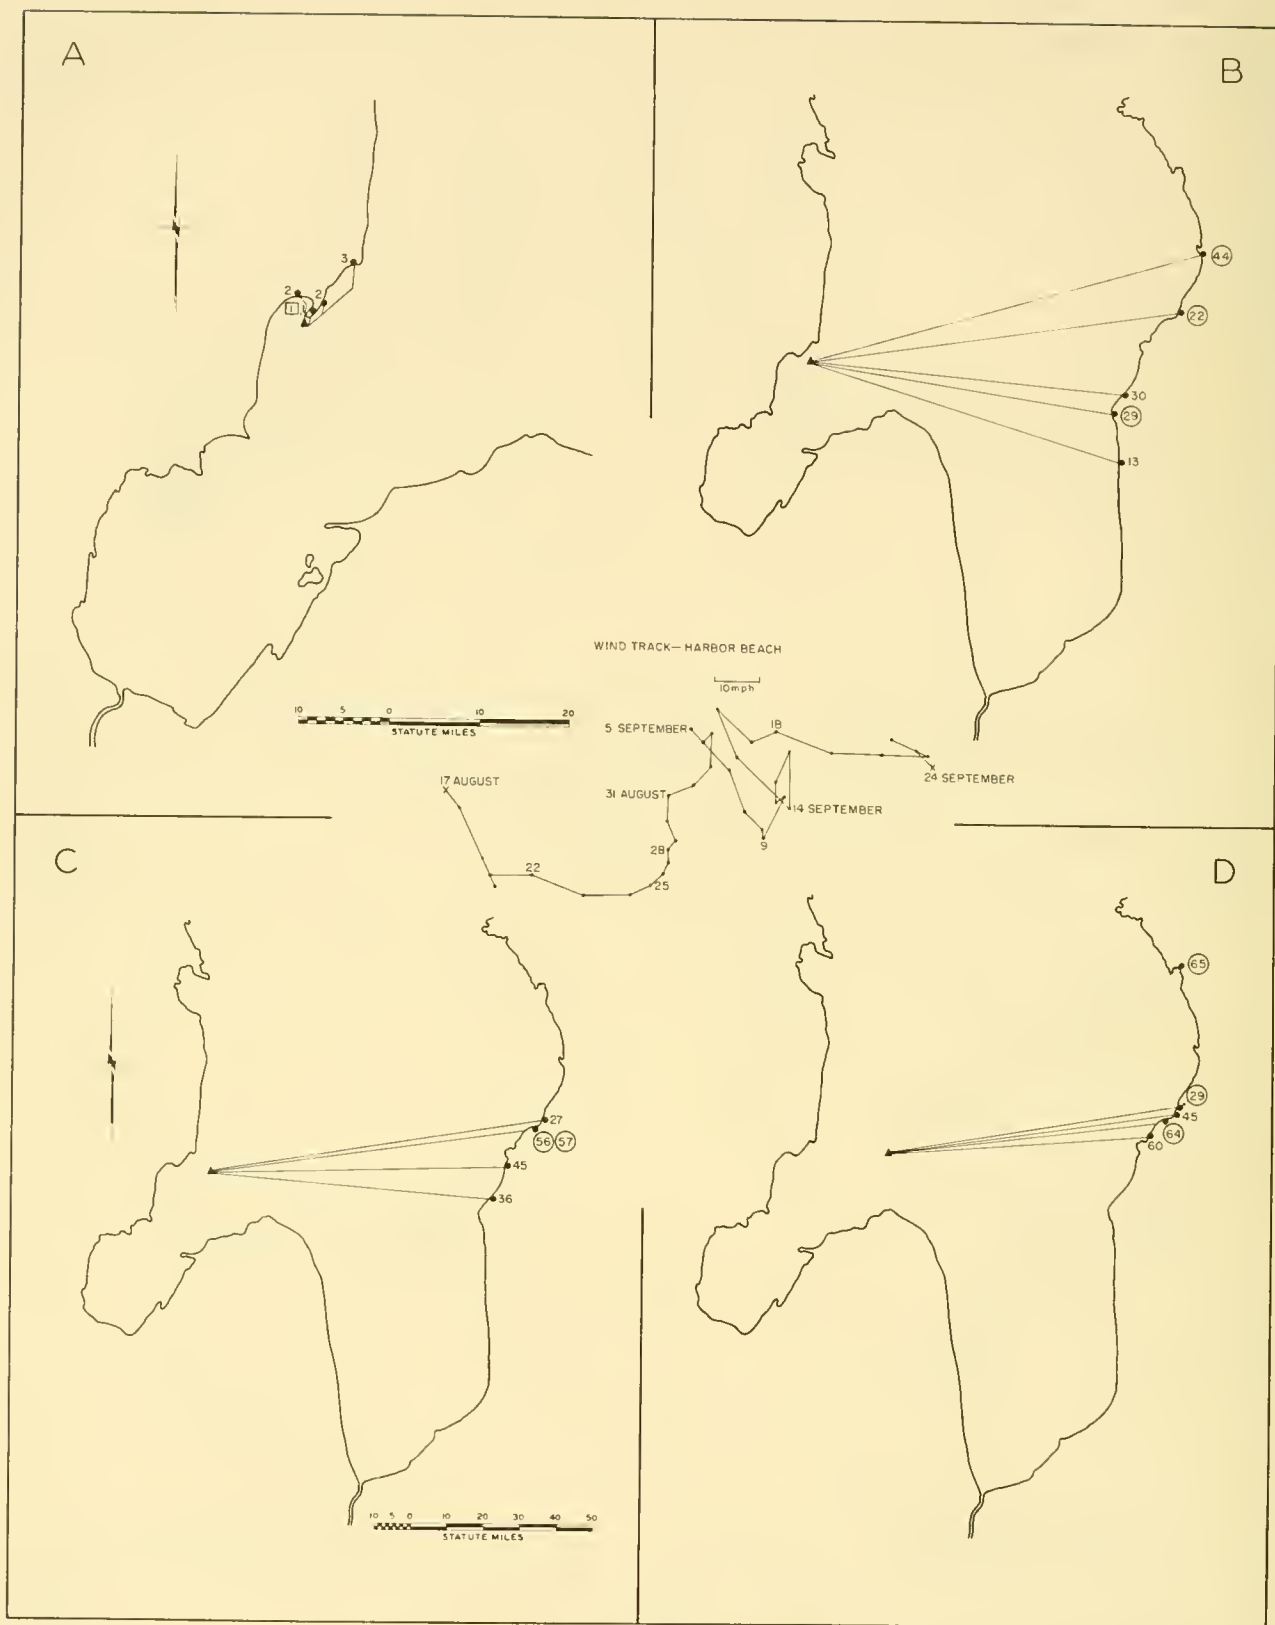 A
B
3
2
2
1
44
22
30
29
13
WIND TRACK—HARBOR BEACH
10mph
10 0 10 20
STATUTE MILES
5 SEPTEMBER
18
24 SEPTEMBER
17 AUGUST
31 AUGUST
14 SEPTEMBER
9
28
22
25
C
D
65
29
45
64
60
27
56 57
45
36
10 5 0 10 20 30 40 50
STATUTE MILES